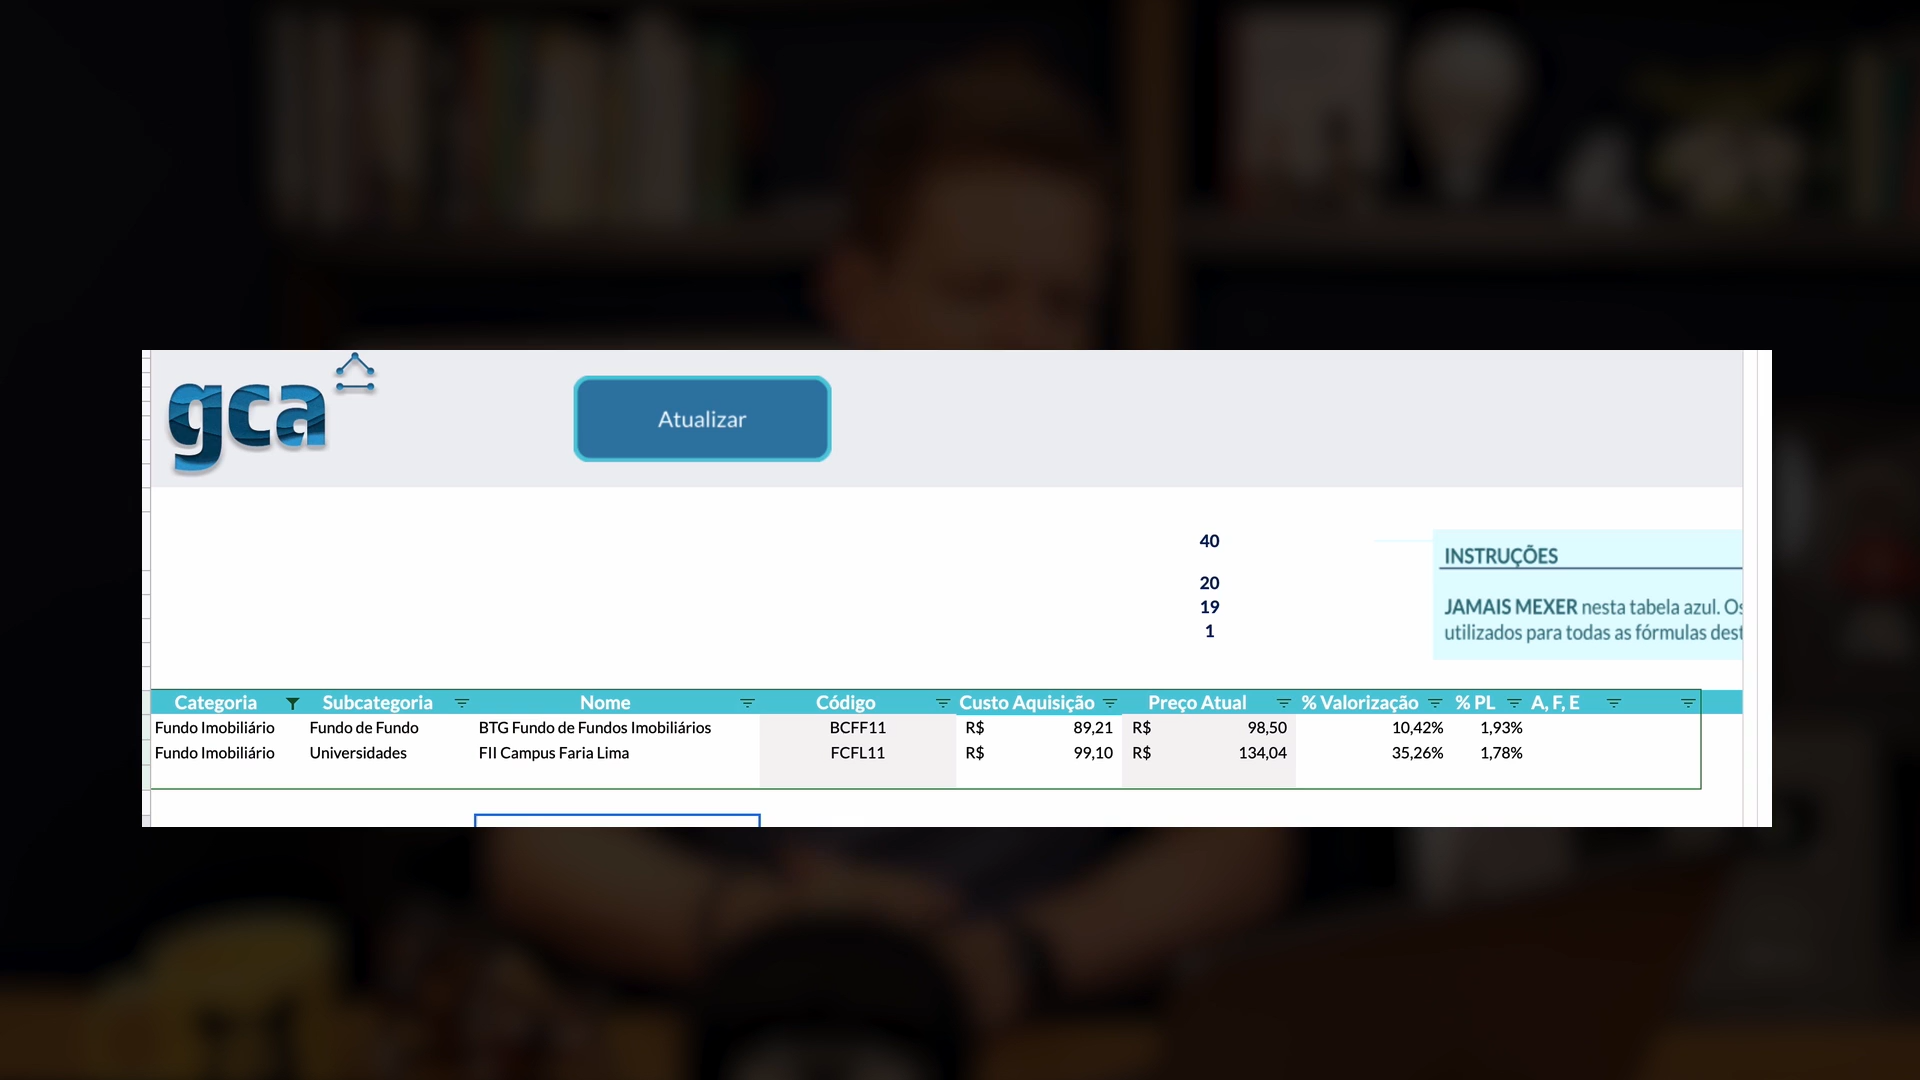 gca
Atualizar
40
20
19
1
INSTRUÇÕES
JAMAIS MEXER nesta tabela azul. Os
utilizados para todas as fórmulas dest
Categoria Subcategoria Nome Código Custo Aquisição Preço Atual % Valorização % PL A, F, E
Fundo Imobiliário Fundo de Fundo BTG Fundo de Fundos Imobiliários BCFF11 R$ 89,21 R$ 98,50 10,42% 1,93%
Fundo Imobiliário Universidades FII Campus Faria Lima FCFL11 R$ 99,10 R$ 134,04 35,26% 1,78%